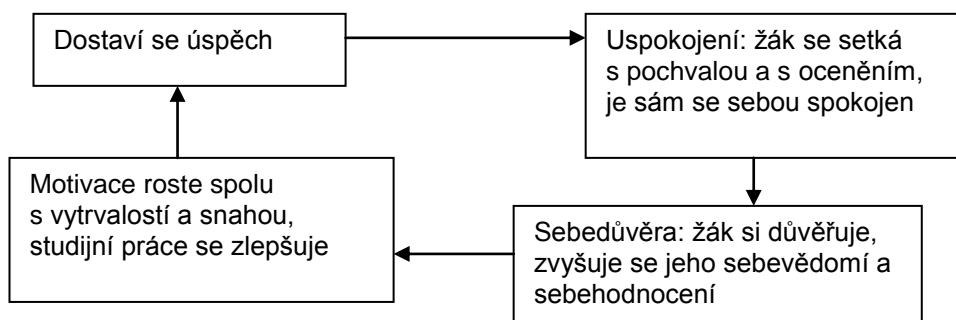 Dostaví se úspěch
Uspokojení: žák se setká
s pochvalou a s oceněním,
je sám se sebou spokojen
Sebedůvěra: žák si důvěřuje,
zvyšuje se jeho sebevědomí a
sebehodnocení
Motivace roste spolu
s vytrvalostí a snahou,
studijní práce se zlepšuje